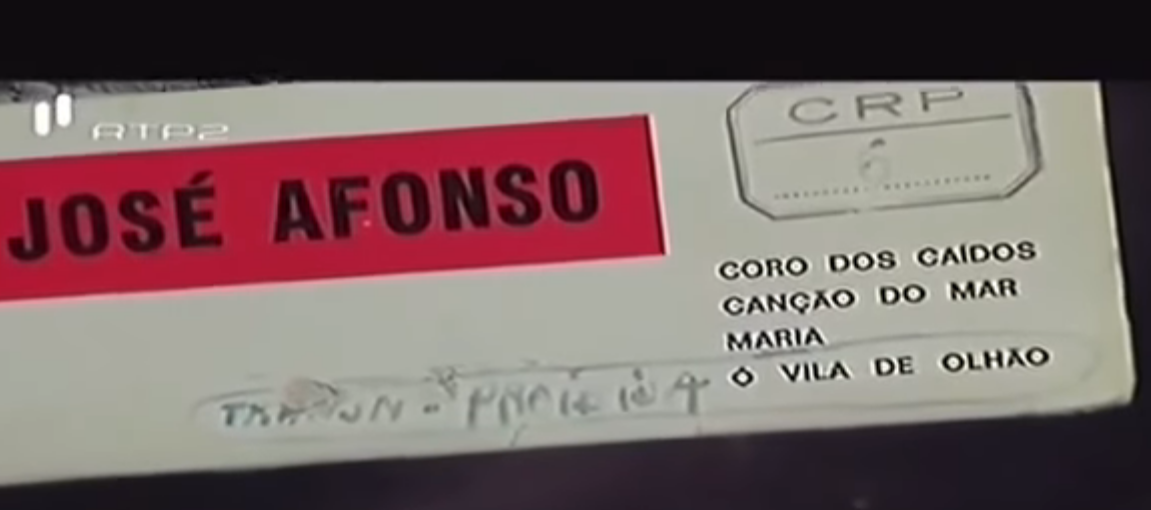 RTP2
JOSÉ AFONSO
CRP
CORO DOS CAÍDOS
CANÇÃO DO MAR
MARIA
Ó VILA DE OLHÃO